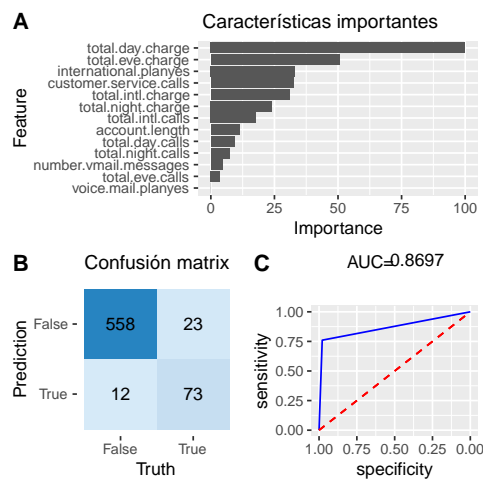 A
Características importantes
Feature
total.day.charge
total.eve.charge
international.planyes
customer.service.calls
total.intl.charge
total.night.charge
total.intl.calls
account.length
total.day.calls
total.night.calls
number.vmail.messages
total.eve.calls
voice.mail.planyes
0 25 50 75 100
Importance
B
Confusión matrix
Prediction
False 558 23
True 12 73
False True
Truth
C
AUC=0.8697
sensitivity
1.00
0.75
0.50
0.25
0.00
1.00 0.75 0.50 0.25 0.00
specificity